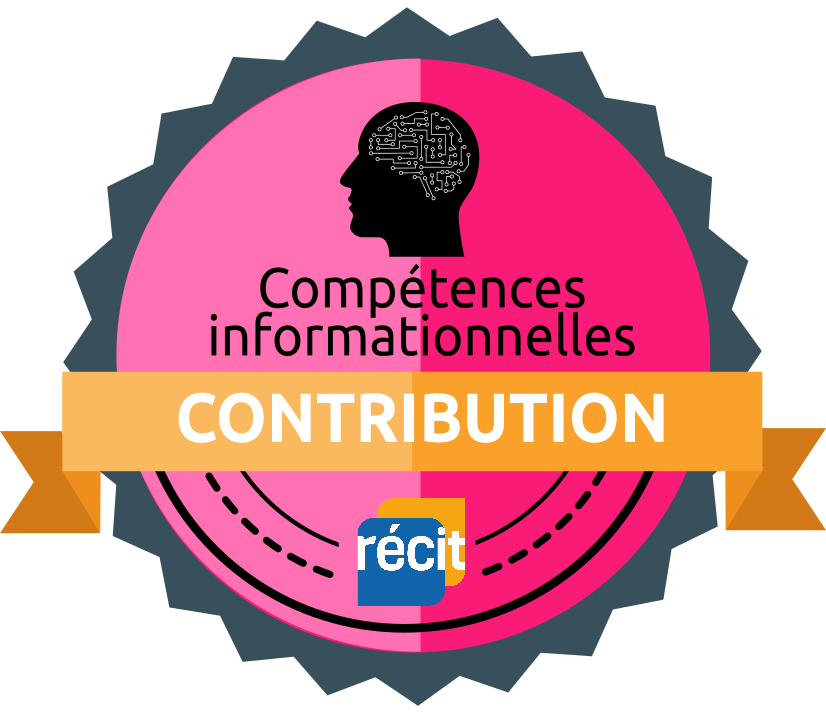 Compétences
informationnelles
CONTRIBUTION
récit